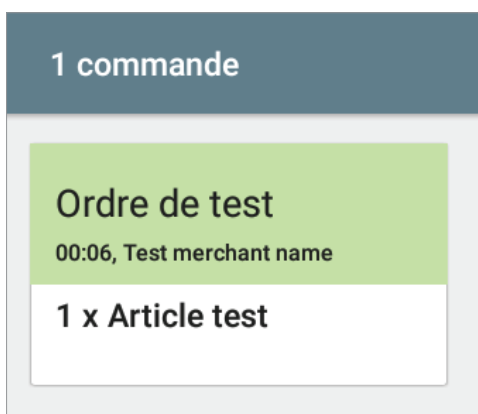 1 commande
Ordre de test
00:06, Test merchant name
1 x Article test